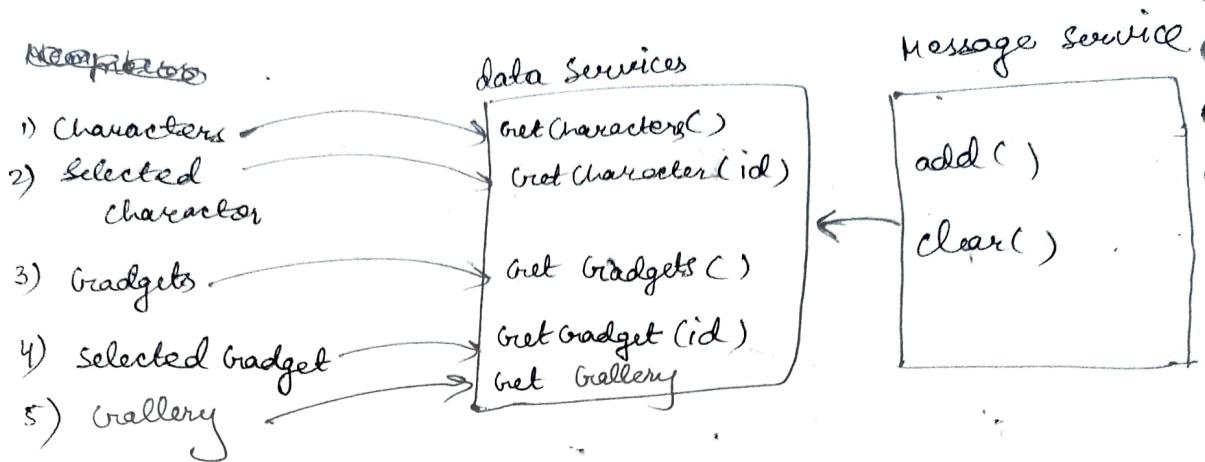 1) Characters
2) Selected
Character
3) Gadgets
4) Selected Gadget
5) Gallery
data services
Get Characters()
Get Character(id)
Get Gadgets()
Get Gadget(id)
Get Gallery
Message Service
add()
clear()